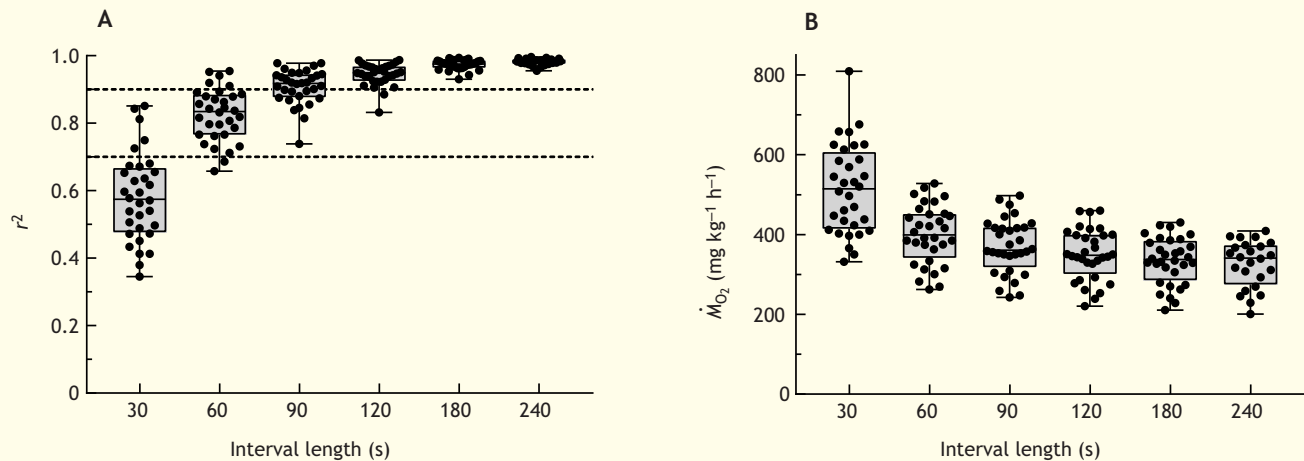 A
1.0
0.8
0.6
0.4
0.2
0
r²
30 60 90 120 180 240
Interval length (s)
B
800
600
400
200
0
Ṁ_O₂ (mg kg⁻¹ h⁻¹)
30 60 90 120 180 240
Interval length (s)